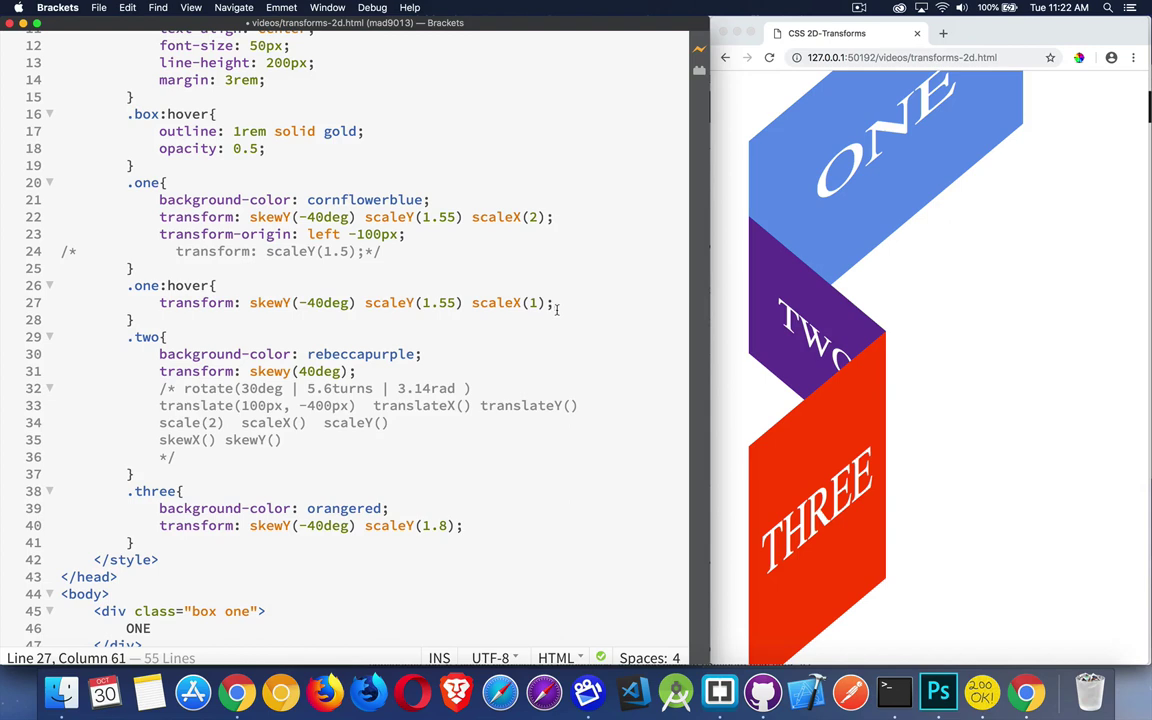 Brackets File Edit Find View Navigate Emmet Window Debug Help 100% Tue 11:22 AM
• videos/transforms-2d.html (mad9013) — Brackets
CSS 2D-Transforms
127.0.0.1:50192/videos/transforms-2d.html
12 font-size: 50px;
13 line-height: 200px;
14 margin: 3rem;
15 }
16 .box:hover{
17 outline: 1rem solid gold;
18 opacity: 0.5;
19 }
20 .one{
21 background-color: cornflowerblue;
22 transform: skewY(-40deg) scaleY(1.55) scaleX(2);
23 transform-origin: left -100px;
24 /* transform: scaleY(1.5);*/
25 }
26 .one:hover{
27 transform: skewY(-40deg) scaleY(1.55) scaleX(1);
28 }
29 .two{
30 background-color: rebeccapurple;
31 transform: skewy(40deg);
32 /* rotate(30deg | 5.6turns | 3.14rad )
33 translate(100px, -400px) translateX() translateY()
34 scale(2) scaleX() scaleY()
35 skewX() skewY()
36 */
37 }
38 .three{
39 background-color: orangered;
40 transform: skewY(-40deg) scaleY(1.8);
41 }
42 </style>
43 </head>
44 <body>
45 <div class="box one">
46 ONE
47 </div>
Line 27, Column 61 — 55 Lines INS UTF-8 HTML Spaces: 4
ONE
TWO
THREE
OCT
30
Ps
200
OK!